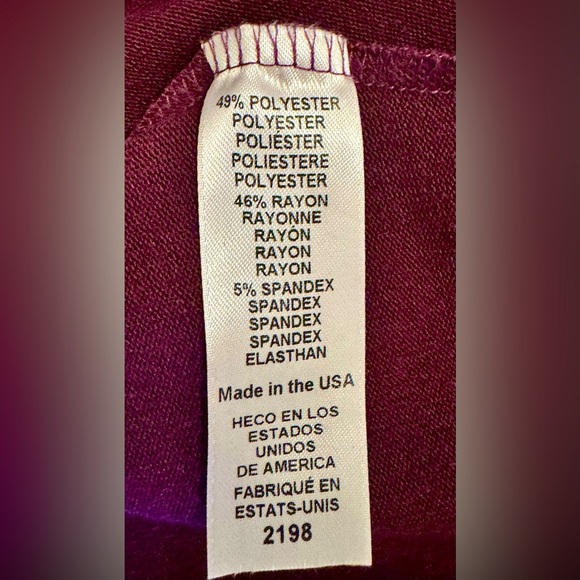 49% POLYESTER
POLYESTER
POLIÉSTER
POLIESTERE
POLYESTER
46% RAYON
RAYONNE
RAYÓN
RAYON
RAYON
5% SPANDEX
SPANDEX
SPANDEX
SPANDEX
ELASTHAN
Made in the USA
HECO EN LOS
ESTADOS
UNIDOS
DE AMERICA
FABRIQUÉ EN
ESTATS-UNIS
2198